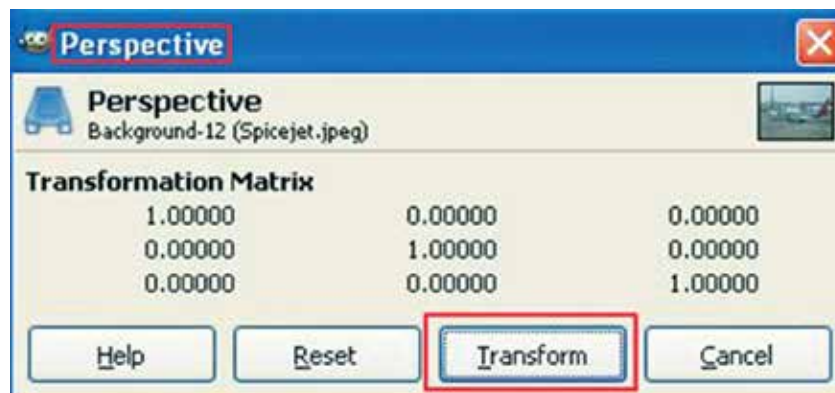 Perspective
Perspective
Background-12 (Spicejet.jpeg)
Transformation Matrix
1.00000 0.00000 0.00000
0.00000 1.00000 0.00000
0.00000 0.00000 1.00000
Help Reset Transform Cancel